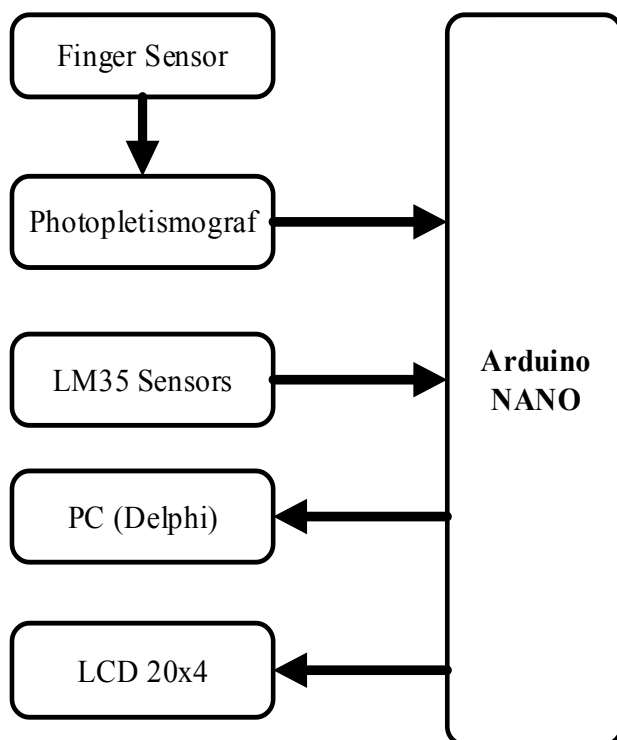 Finger Sensor
Photopletismograf
LM35 Sensors
Arduino
NANO
PC (Delphi)
LCD 20x4